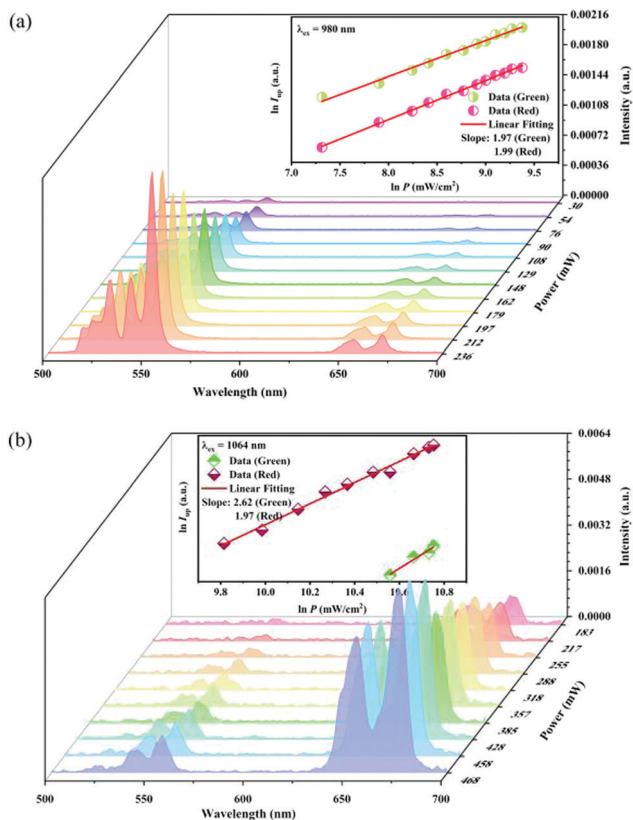 (a)
λex = 980 nm
ln Iup (a.u.)
Data (Green)
Data (Red)
Linear Fitting
Slope: 1.97 (Green)
1.99 (Red)
7.0 7.5 8.0 8.5 9.0 9.5
ln P (mW/cm²)
0.00216
0.00180
0.00144
0.00108
0.00072
0.00036
0.00000
Intensity (a.u.)
30
54
76
90
108
129
148
162
179
197
212
236
Power (mW)
500 550 600 650 700
Wavelength (nm)
(b)
λex = 1064 nm
ln Iup (a.u.)
Data (Green)
Data (Red)
Linear Fitting
Slope: 2.62 (Green)
1.97 (Red)
9.8 10.0 10.2 10.4 10.6 10.8
ln P (mW/cm²)
0.0064
0.0048
0.0032
0.0016
0.0000
Intensity (a.u.)
183
217
255
288
318
357
385
428
458
468
Power (mW)
500 550 600 650 700
Wavelength (nm)